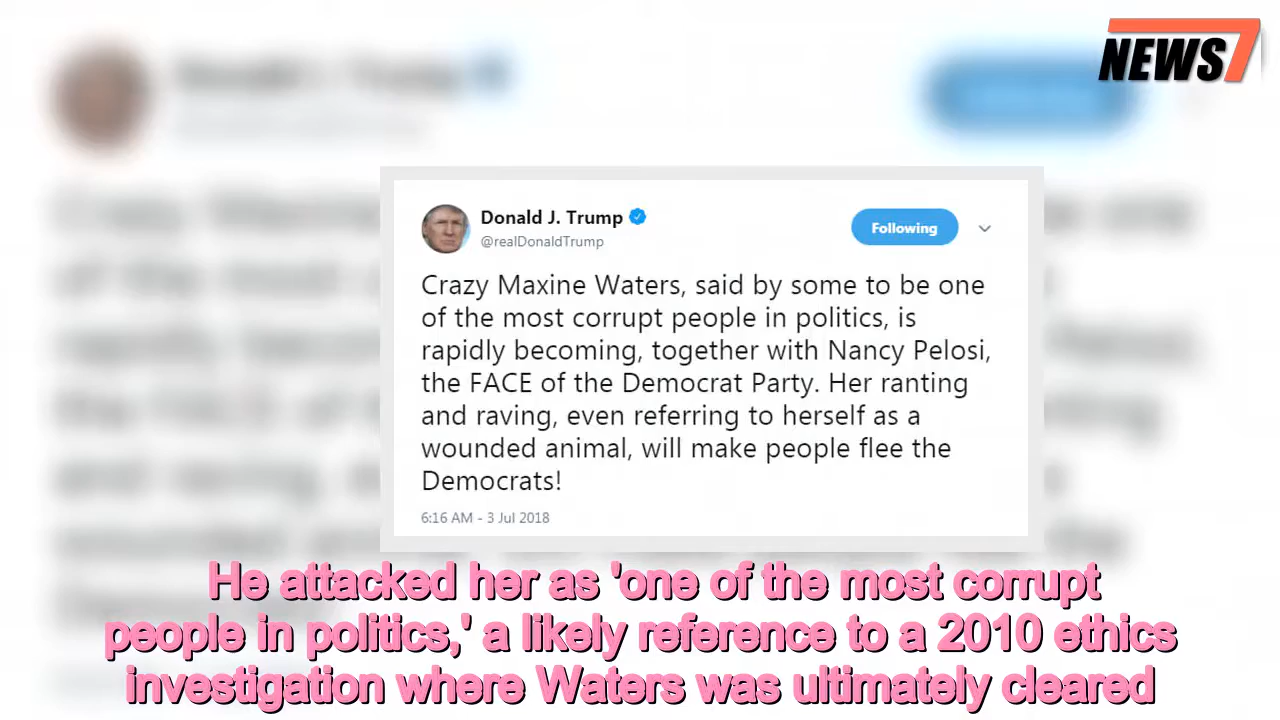 NEWS7
Donald J. Trump
@realDonaldTrump
Following
Crazy Maxine Waters, said by some to be one
of the most corrupt people in politics, is
rapidly becoming, together with Nancy Pelosi,
the FACE of the Democrat Party. Her ranting
and raving, even referring to herself as a
wounded animal, will make people flee the
Democrats!
6:16 AM - 3 Jul 2018
He attacked her as 'one of the most corrupt
people in politics,' a likely reference to a 2010 ethics
investigation where Waters was ultimately cleared